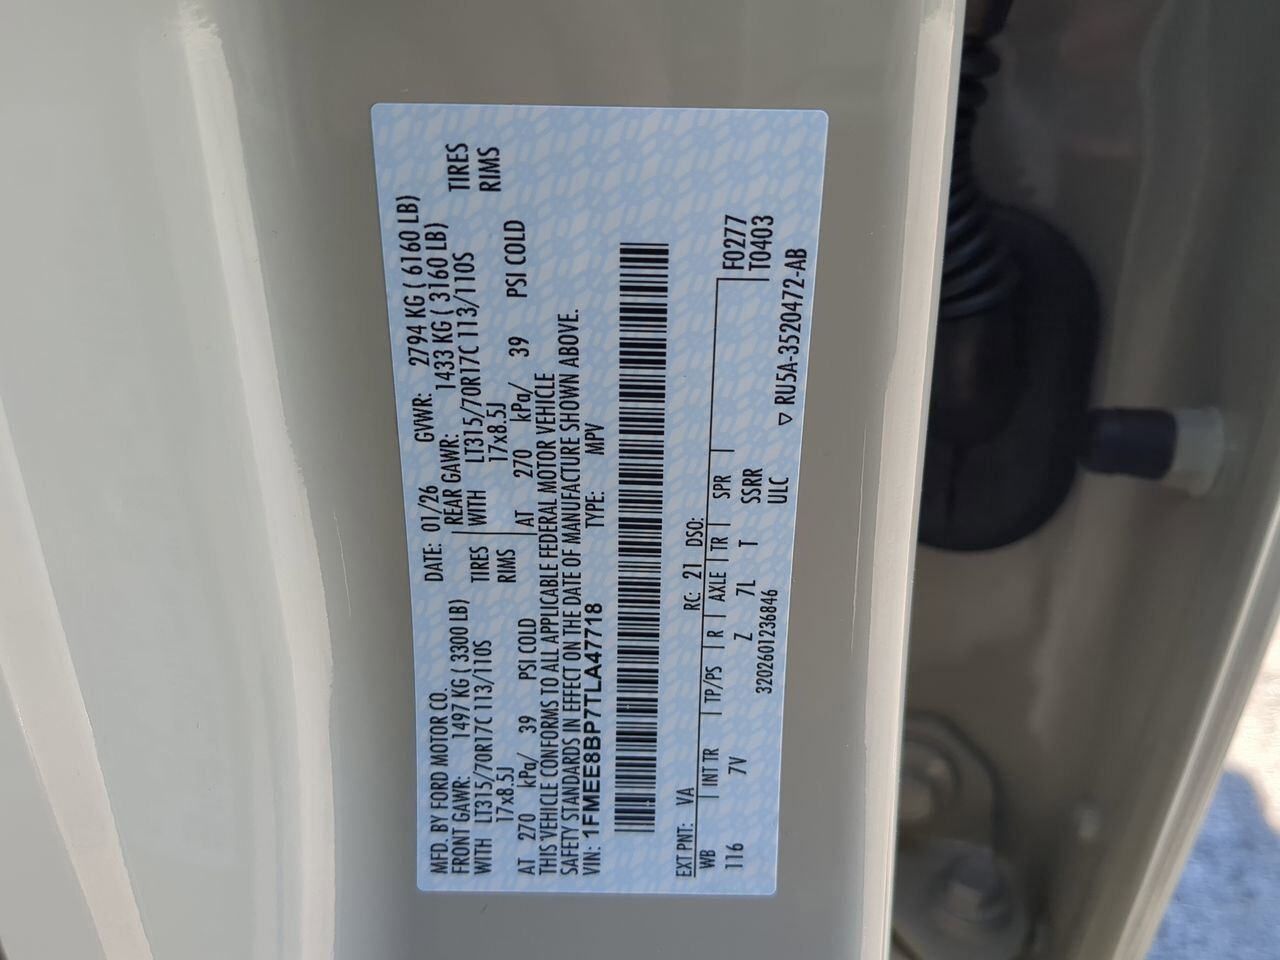 MFD. BY FORD MOTOR CO.
DATE: 01/26 GVWR: 2794 KG ( 6160 LB)
FRONT GAWR: 1497 KG ( 3300 LB) REAR GAWR: 1433 KG ( 3160 LB)
WITH LT315/70R17C 113/110S TIRES WITH LT315/70R17C 113/110S TIRES
17x8.5J RIMS 17x8.5J RIMS
AT 270 kPa/ 39 PSI COLD AT 270 kPa/ 39 PSI COLD
THIS VEHICLE CONFORMS TO ALL APPLICABLE FEDERAL MOTOR VEHICLE
SAFETY STANDARDS IN EFFECT ON THE DATE OF MANUFACTURE SHOWN ABOVE.
VIN: 1FMEE8BP7TLA47718 TYPE: MPV
EXT PNT: VA RC: 21 DSO:
WB INT TR TP/PS R AXLE TR SPR F0277
116 7V Z 7L T SSRR T0403
3202601236846 ULC
▽ RU5A-3520472-AB